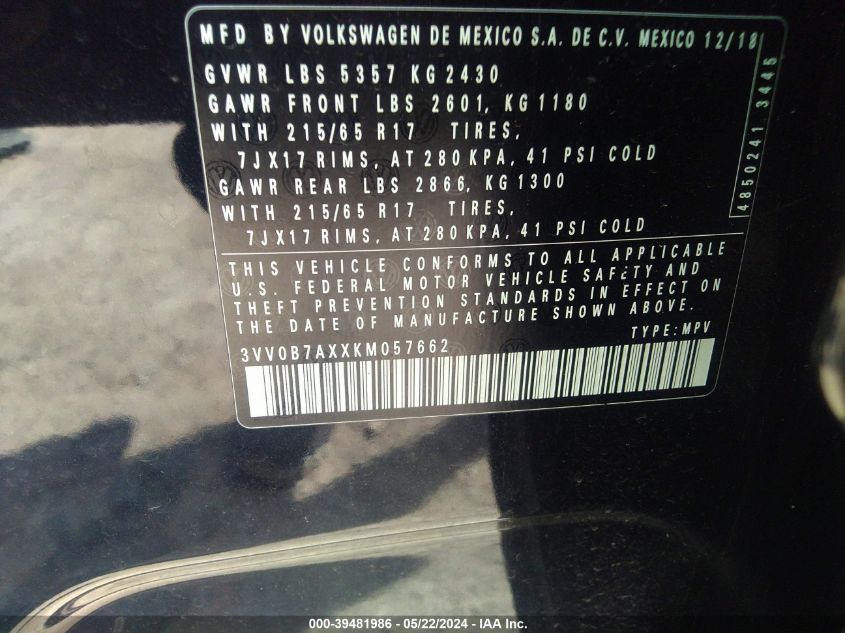 MFD BY VOLKSWAGEN DE MEXICO S.A. DE C.V. MEXICO 12/18
GVWR LBS 5357 KG 2430
GAWR FRONT LBS 2601, KG 1180
WITH 215/65 R17 TIRES,
7JX17 RIMS, AT 280 KPA, 41 PSI COLD
GAWR REAR LBS 2866, KG 1300
WITH 215/65 R17 TIRES,
7JX17 RIMS, AT 280 KPA, 41 PSI COLD
4850241 3445
THIS VEHICLE CONFORMS TO ALL APPLICABLE
U.S. FEDERAL MOTOR VEHICLE SAFETY AND
THEFT PREVENTION STANDARDS IN EFFECT ON
THE DATE OF MANUFACTURE SHOWN ABOVE.
TYPE: MPV
3VV0B7AXXKM057662
000-39481986 - 05/22/2024 - IAA Inc.